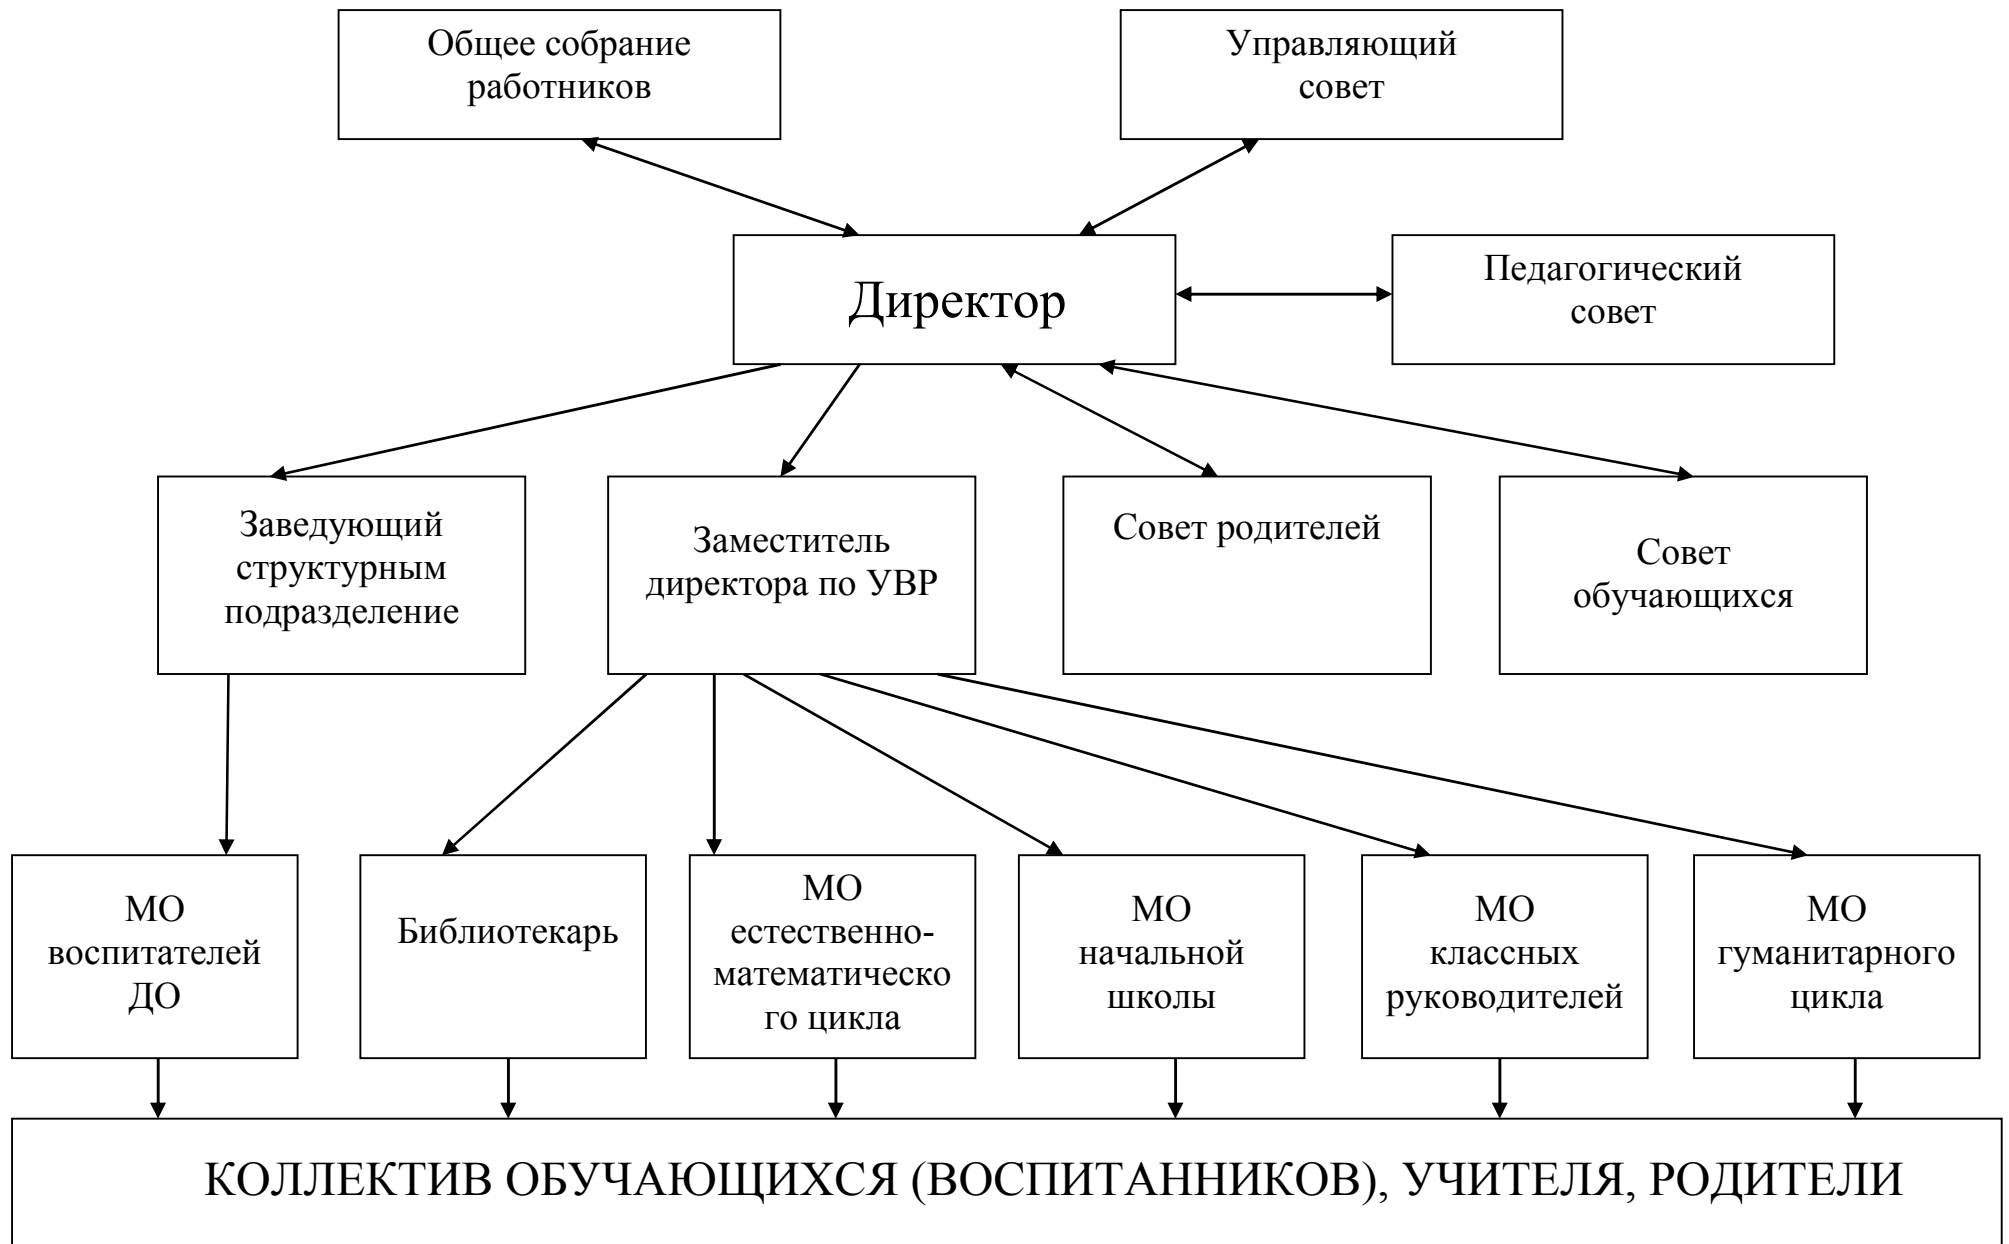 Общее собрание
работников
Управляющий
совет
Директор
Педагогический
совет
Заведующий
структурным
подразделение
Заместитель
директора по УВР
Совет родителей
Совет
обучающихся
МО
воспитателей
ДО
Библиотекарь
МО
естественно-
математическо
го цикла
МО
начальной
школы
МО
классных
руководителей
МО
гуманитарного
цикла
КОЛЛЕКТИВ ОБУЧАЮЩИХСЯ (ВОСПИТАННИКОВ), УЧИТЕЛЯ, РОДИТЕЛИ